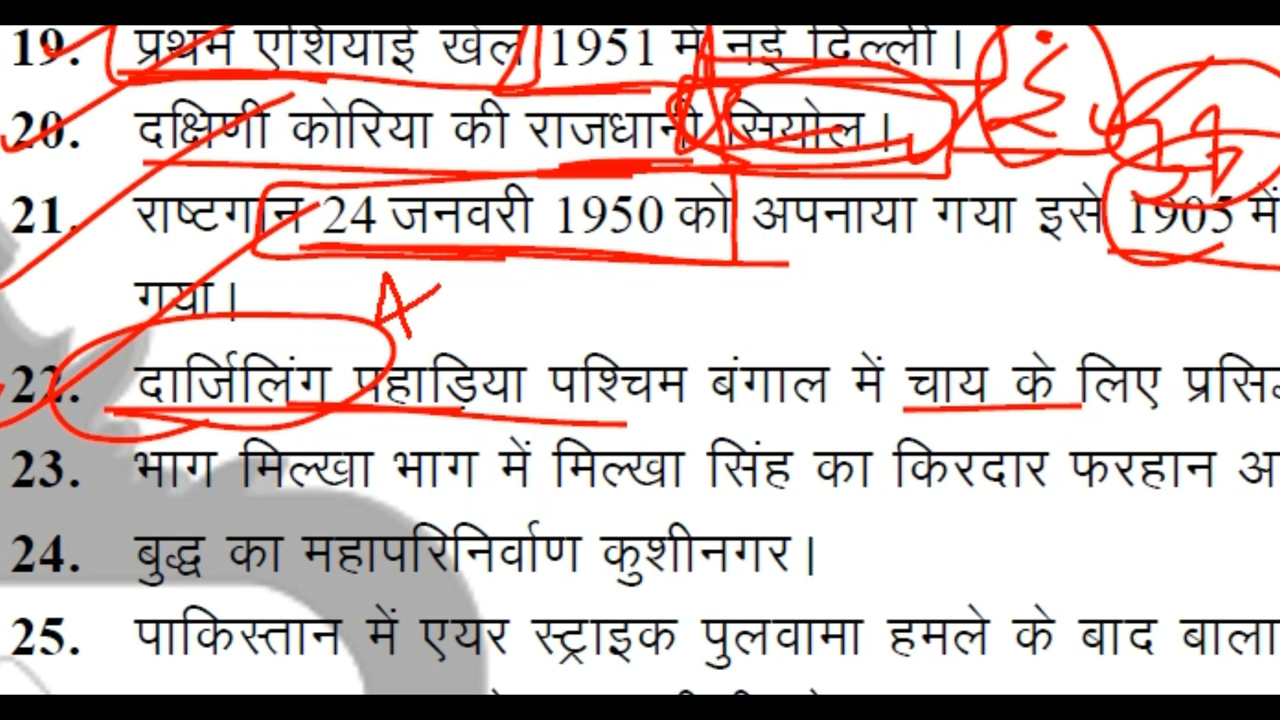 19. प्रथम एशियाई खेल 1951 में नई दिल्ली।
20. दक्षिणी कोरिया की राजधानी सियोल।
21. राष्टगान 24 जनवरी 1950 को अपनाया गया इसे 1905 में
गया।
22. दार्जिलिंग पहाड़िया पश्चिम बंगाल में चाय के लिए
23. भाग मिल्खा भाग में मिल्खा सिंह का किरदार फरहान
24. बुद्ध का महापरिनिर्वाण कुशीनगर।
25. पाकिस्तान में एयर स्ट्राइक पुलवामा हमले के बाद